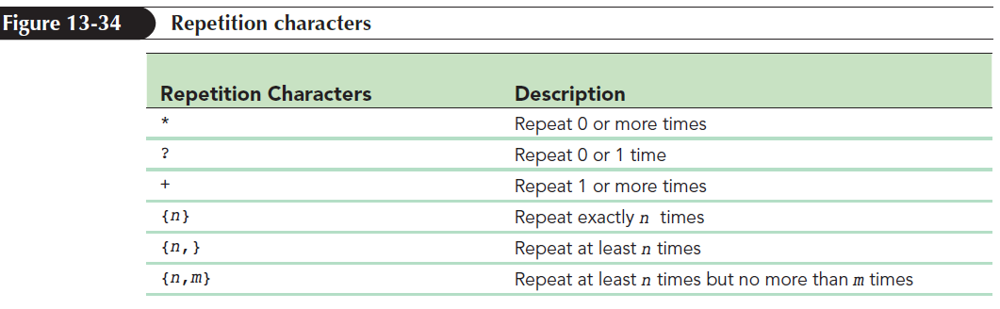 Figure 13-34 Repetition characters
Repetition Characters Description
* Repeat 0 or more times
? Repeat 0 or 1 time
+ Repeat 1 or more times
{n} Repeat exactly n times
{n,} Repeat at least n times
{n,m} Repeat at least n times but no more than m times